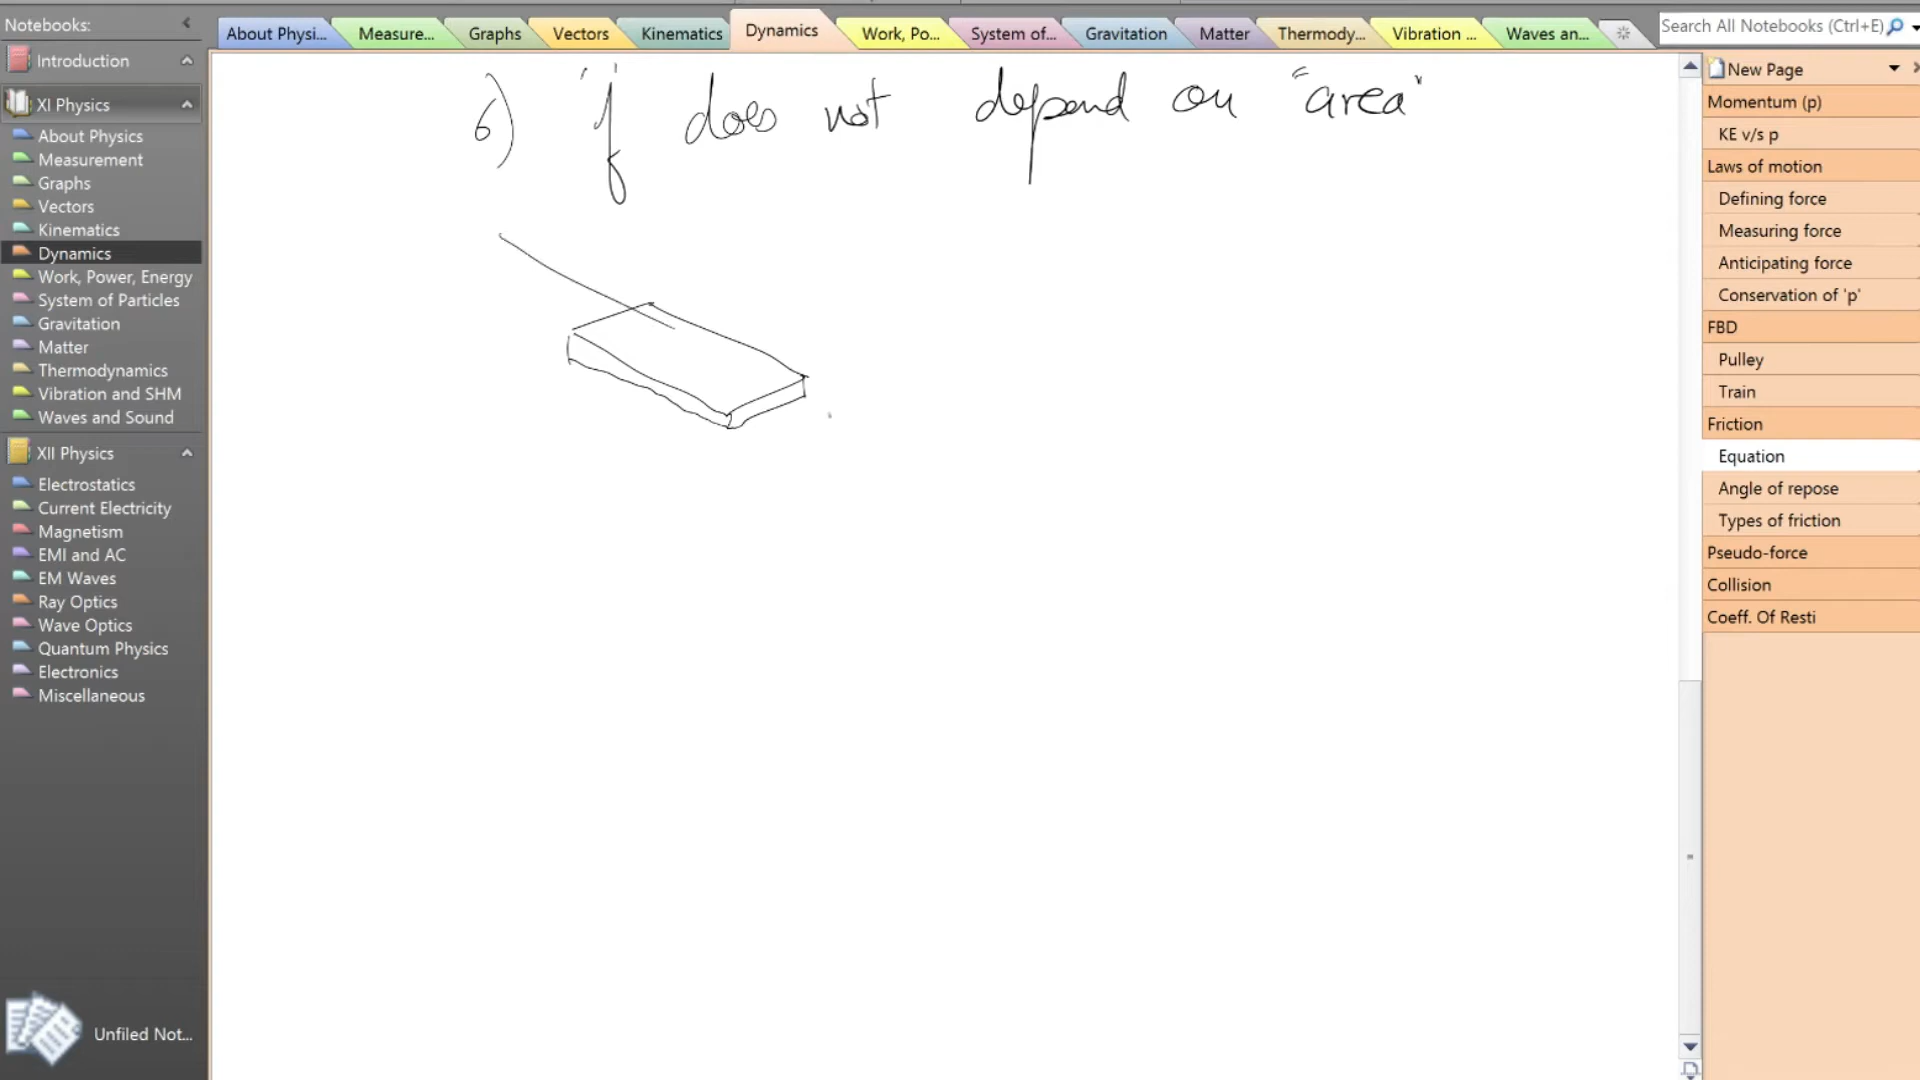 Notebooks:
Introduction
XI Physics
About Physics
Measurement
Graphs
Vectors
Kinematics
Dynamics
Work, Power, Energy
System of Particles
Gravitation
Matter
Thermodynamics
Vibration and SHM
Waves and Sound
XII Physics
Electrostatics
Current Electricity
Magnetism
EMI and AC
EM Waves
Ray Optics
Wave Optics
Quantum Physics
Electronics
Miscellaneous
Unfiled Not...
About Physi... Measure... Graphs Vectors Kinematics Dynamics Work, Po... System of... Gravitation Matter Thermody... Vibration ... Waves an...
Search All Notebooks (Ctrl+E)
6) 'f does not depend on "area"
New Page
Momentum (p)
KE v/s p
Laws of motion
Defining force
Measuring force
Anticipating force
Conservation of 'p'
FBD
Pulley
Train
Friction
Equation
Angle of repose
Types of friction
Pseudo-force
Collision
Coeff. Of Resti